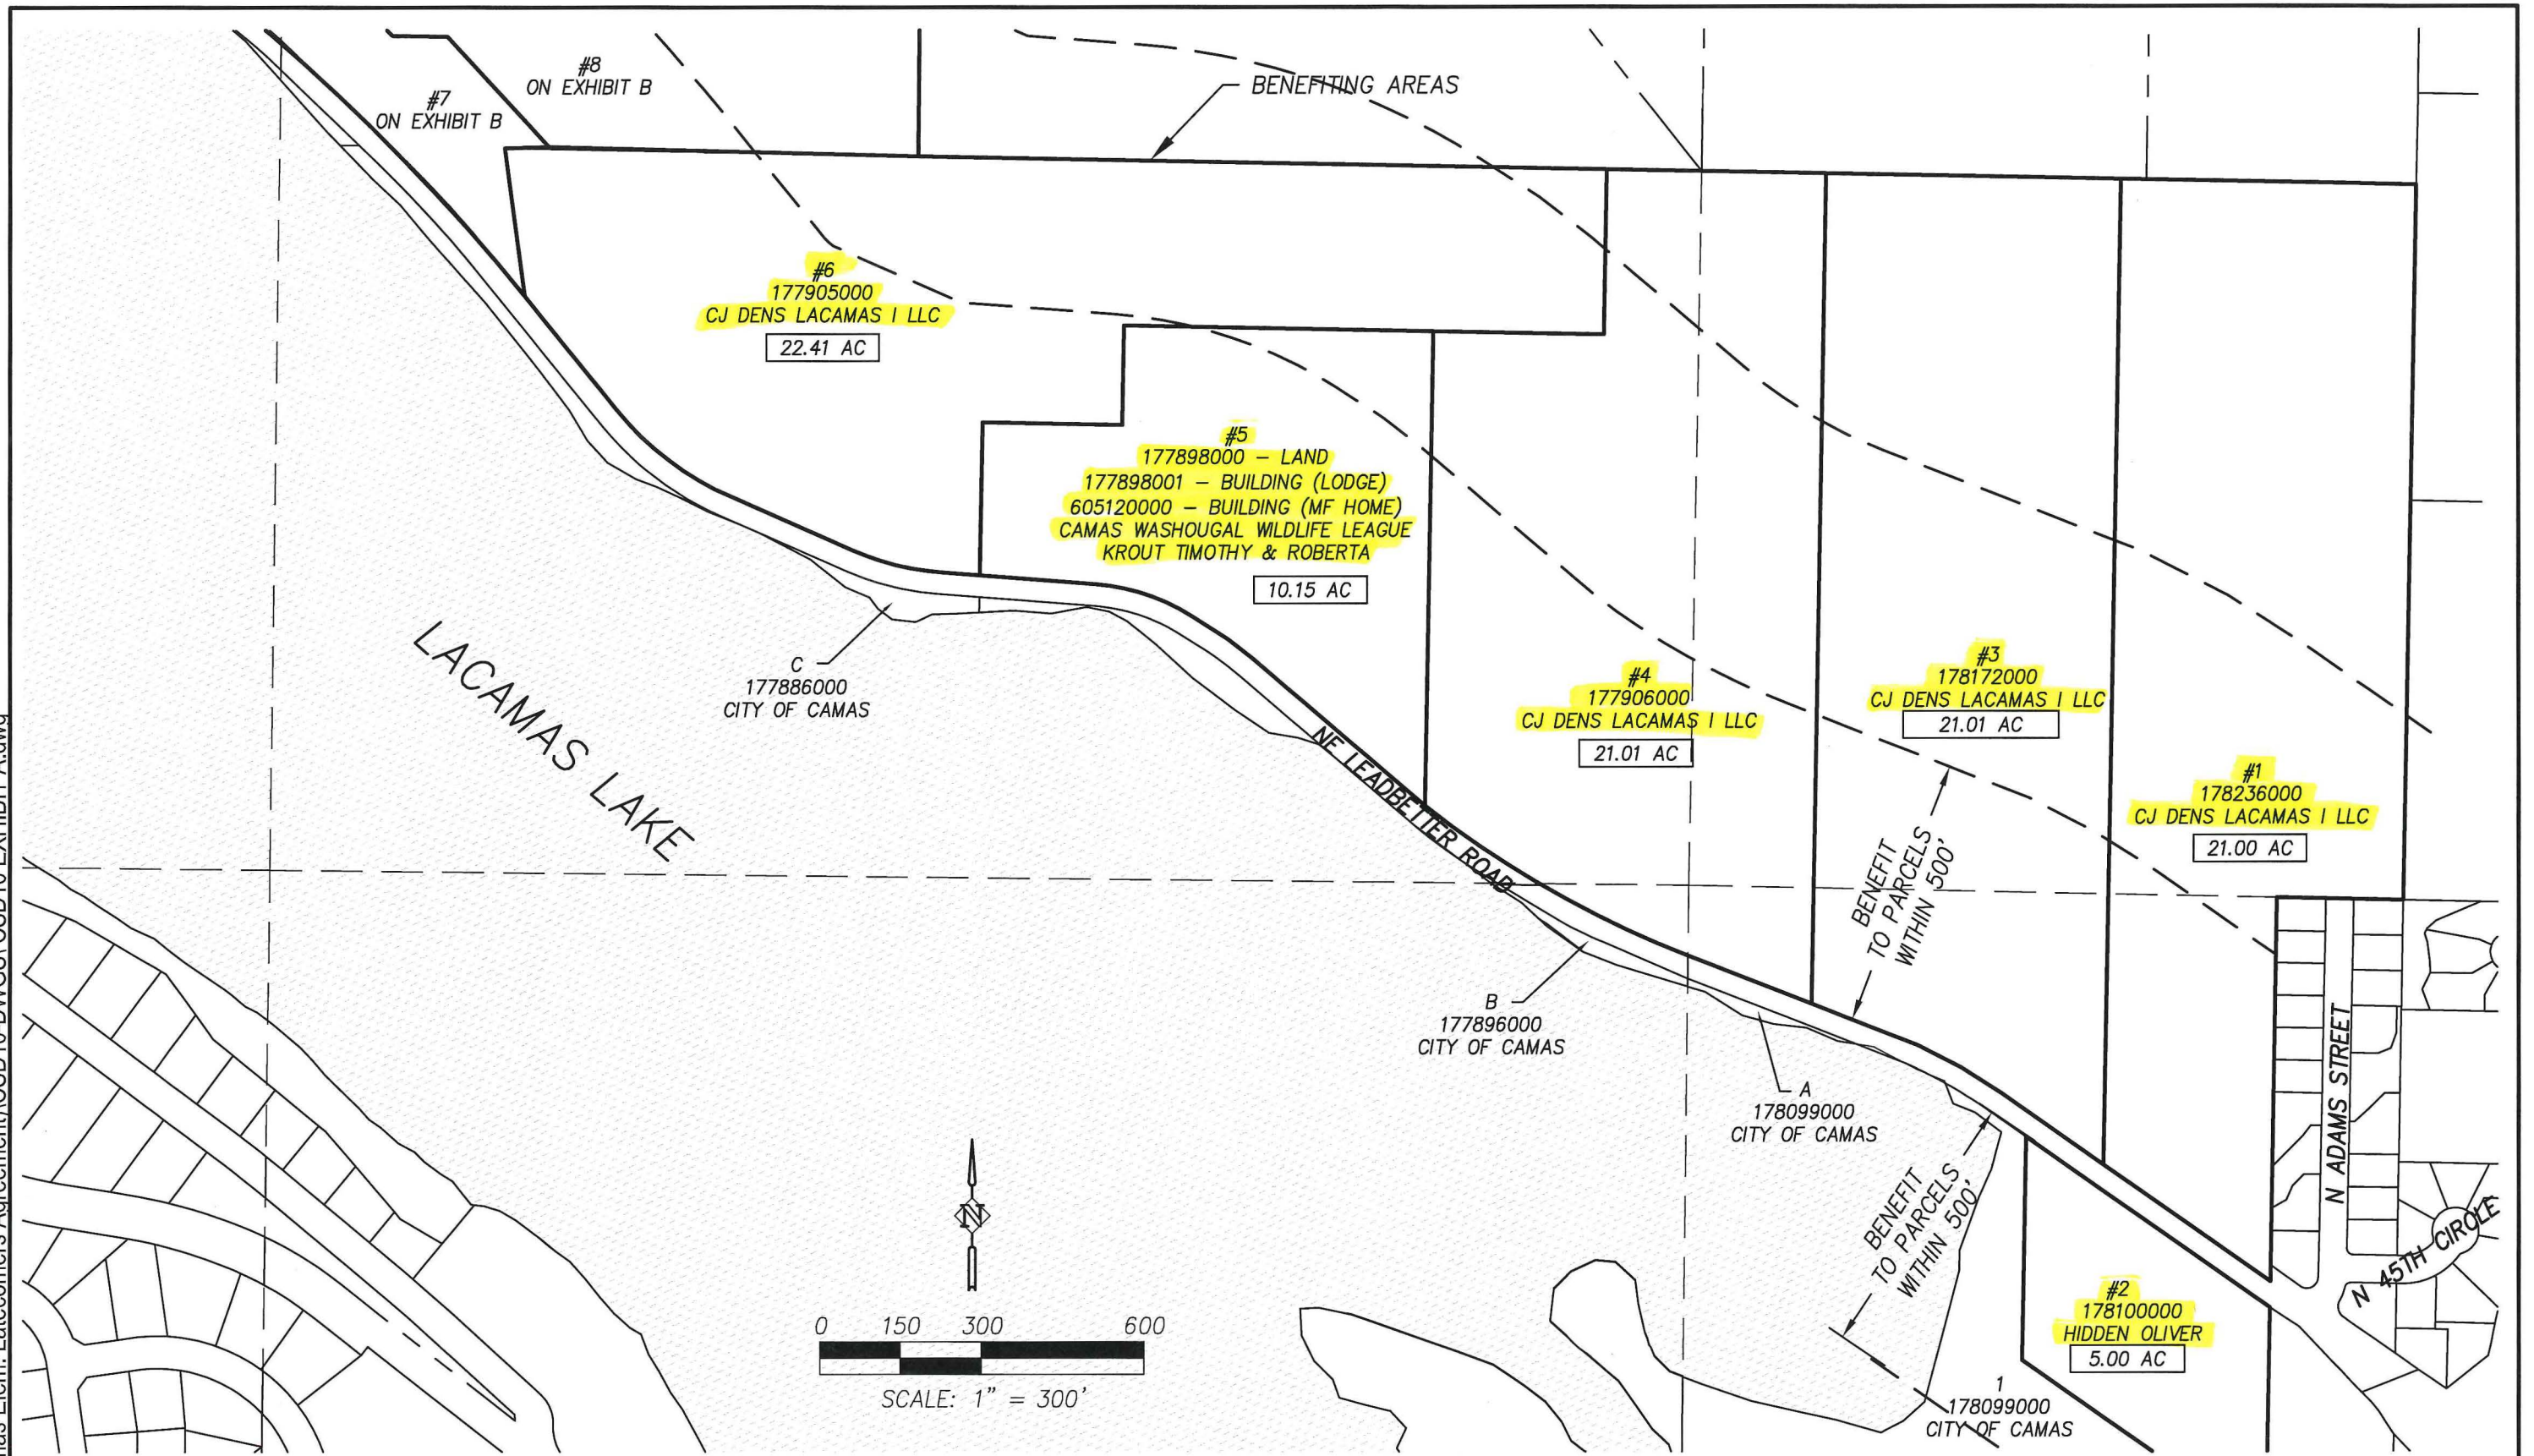 #8
ON EXHIBIT B
#7
ON EXHIBIT B
BENEFITING AREAS
#6
177905000
CJ DENS LACAMAS I LLC
22.41 AC
#5
177898000 – LAND
177898001 – BUILDING (LODGE)
605120000 – BUILDING (MF HOME)
CAMAS WASHOUGAL WILDLIFE LEAGUE
KROUT TIMOTHY & ROBERTA
10.15 AC
#4
177906000
CJ DENS LACAMAS I LLC
21.01 AC
#3
178172000
CJ DENS LACAMAS I LLC
21.01 AC
#1
178236000
CJ DENS LACAMAS I LLC
21.00 AC
LACAMAS LAKE
C
177886000
CITY OF CAMAS
NE LEADBETTER ROAD
BENEFIT
TO PARCELS
WITHIN 500'
B
177896000
CITY OF CAMAS
A
178099000
CITY OF CAMAS
BENEFIT
TO PARCELS
WITHIN 500'
N ADAMS STREET
N 45TH CIRCLE
#2
178100000
HIDDEN OLIVER
5.00 AC
1
178099000
CITY OF CAMAS
N
0 150 300 600
SCALE: 1" = 300'